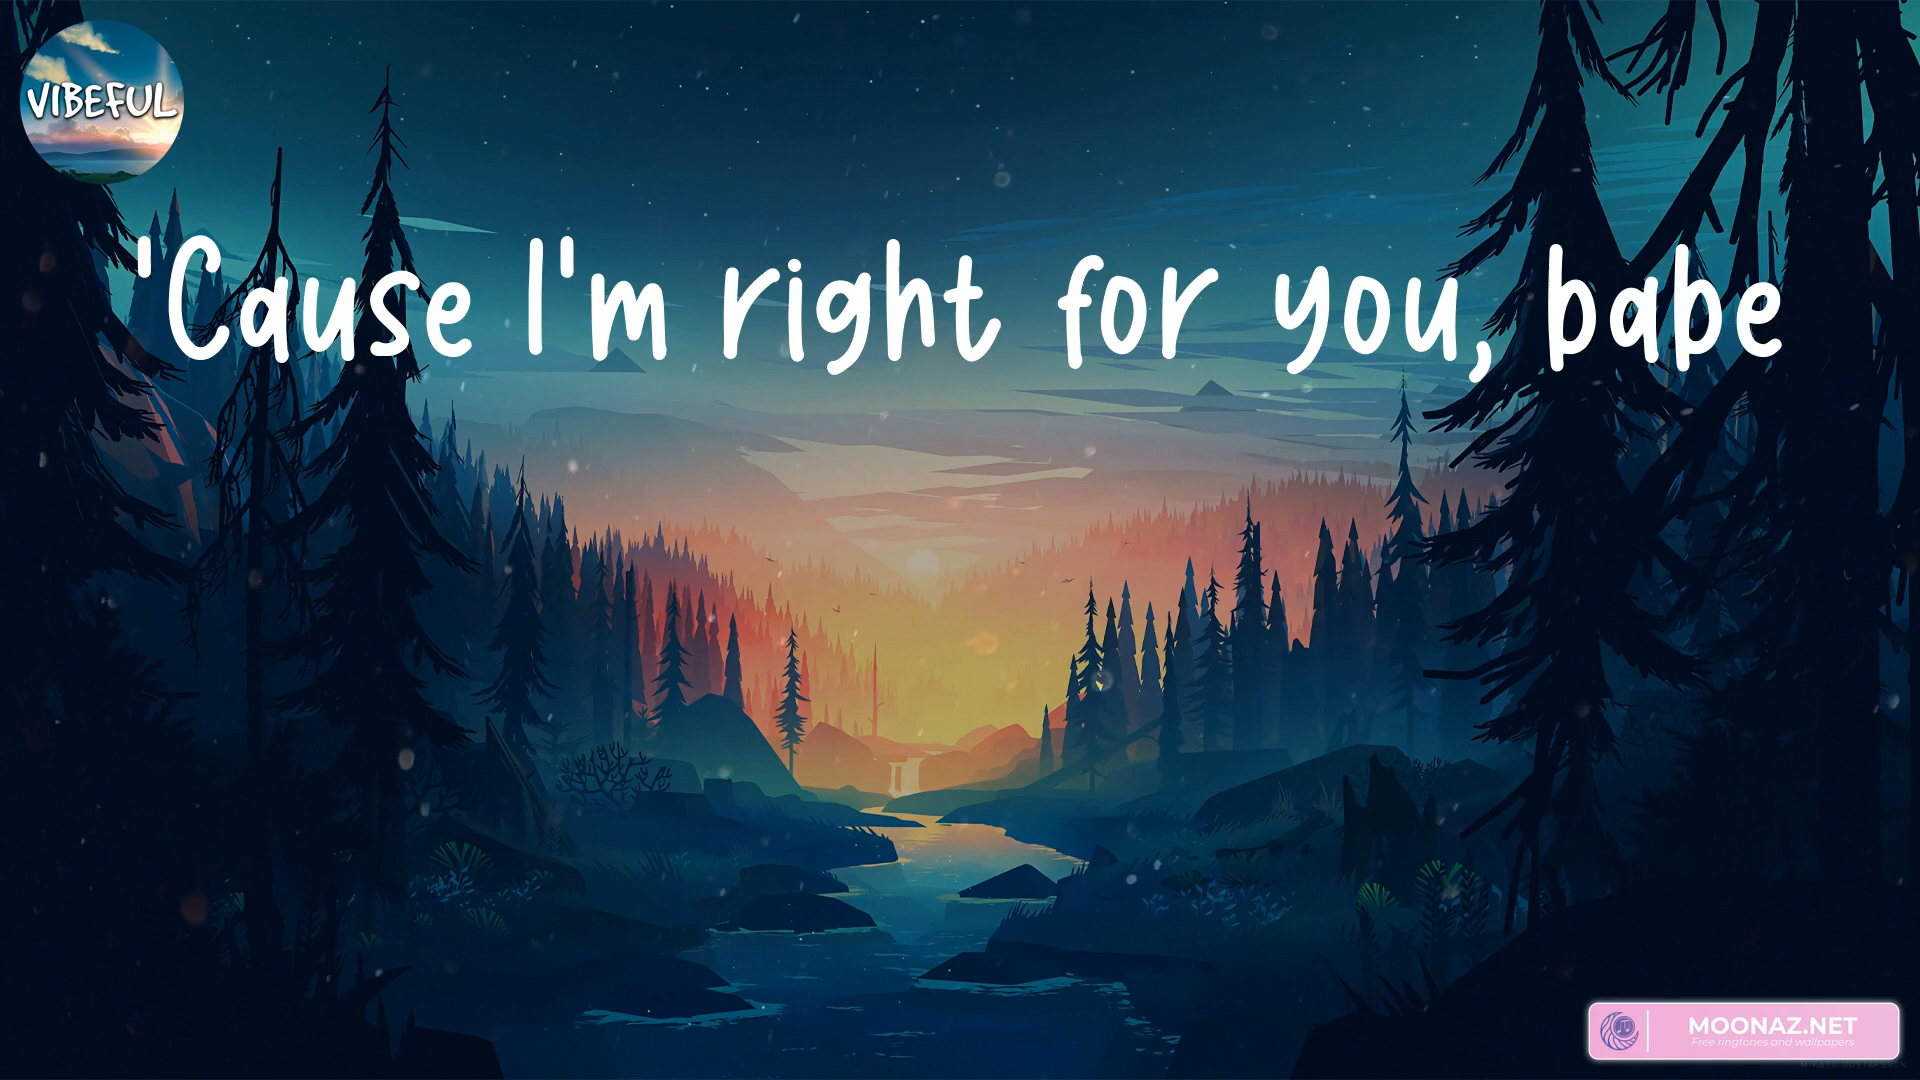 VIBEFUL
'Cause I'm right for you, babe
MOONAZ.NET
Free ringtones and wallpapers